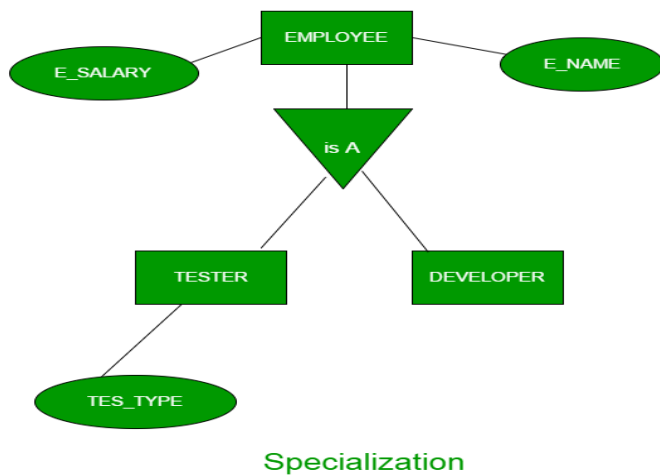 EMPLOYEE
E_SALARY
E_NAME
is A
TESTER
DEVELOPER
TES_TYPE
Specialization